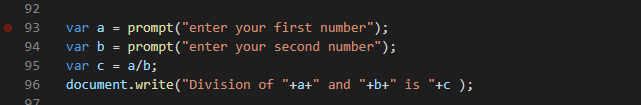 92
93 var a = prompt("enter your first number");
94 var b = prompt("enter your second number");
95 var c = a/b;
96 document.write("Division of "+a+" and "+b+" is "+c );
97